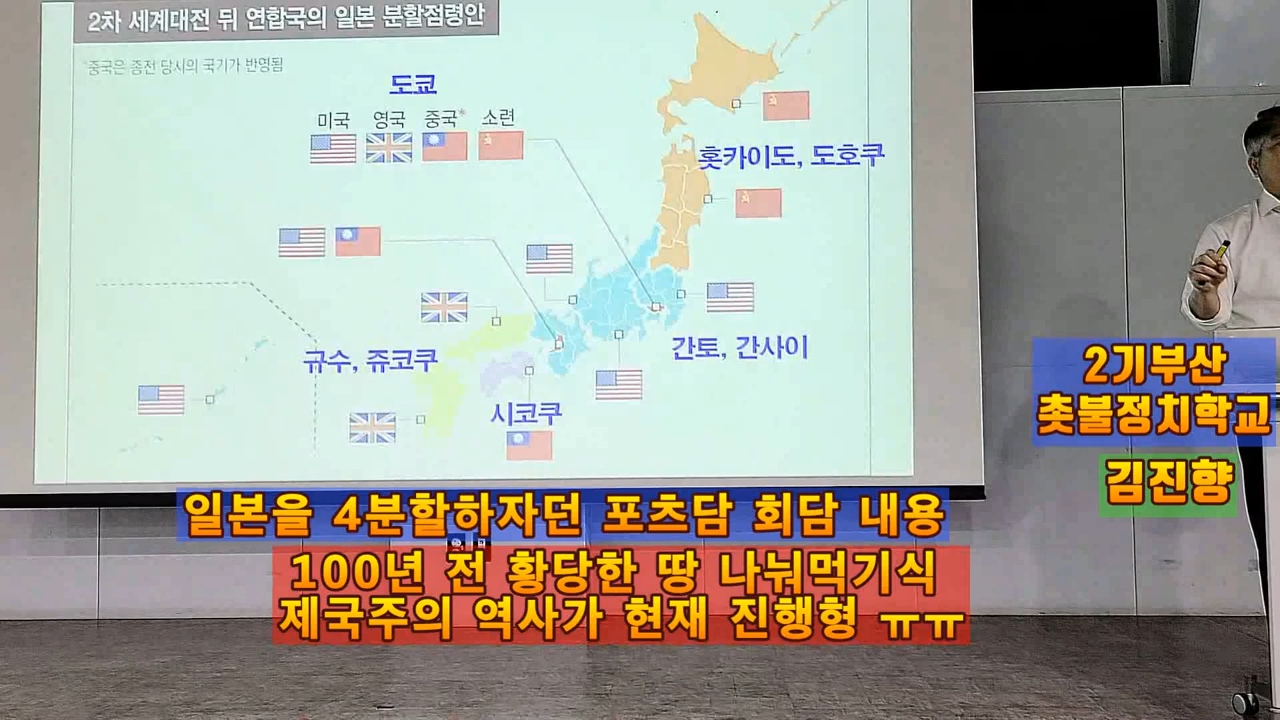 2차 세계대전 뒤 연합국의 일본 분할점령안
*중국은 종전 당시의 국기가 반영됨
도쿄
미국 영국 중국* 소련
홋카이도, 도호쿠
간토, 간사이
규수, 쥬코쿠
시코쿠
2기부산
촛불정치학교
김진향
일본을 4분할하자던 포츠담 회담 내용
100년 전 황당한 땅 나눠먹기식
제국주의 역사가 현재 진행형 ㅠㅠ